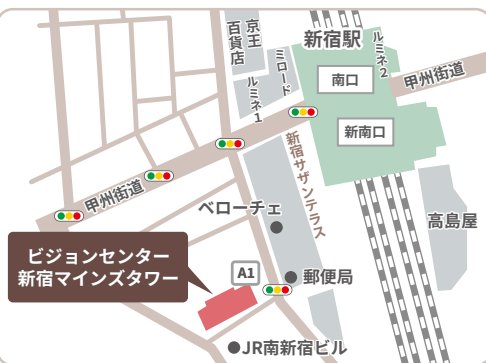 京王
百貨店
ミロード
ルミネ1
新宿駅
ルミネ2
南口
新南口
甲州街道
甲州街道
新宿サザンテラス
ベローチェ
高島屋
ビジョンセンター
新宿マインズタワー
A1
郵便局
JR南新宿ビル